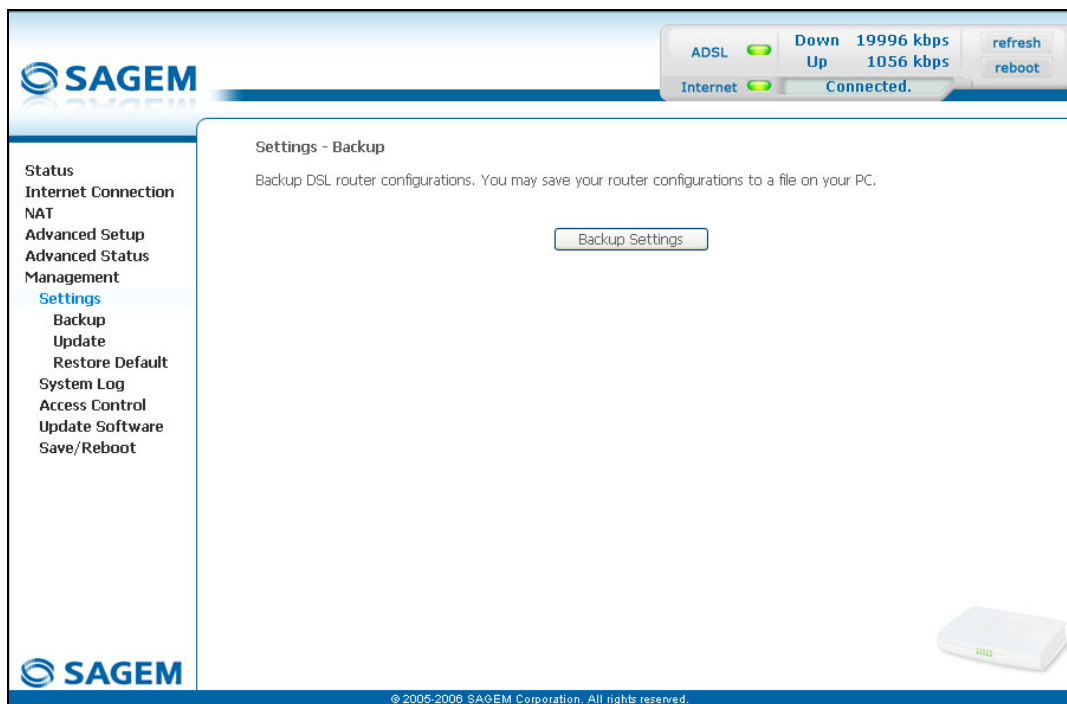 SAGEM
ADSL Down 19996 kbps refresh
Up 1056 kbps reboot
Internet Connected.
Status
Internet Connection
NAT
Advanced Setup
Advanced Status
Management
Settings
Backup
Update
Restore Default
System Log
Access Control
Update Software
Save/Reboot
Settings - Backup
Backup DSL router configurations. You may save your router configurations to a file on your PC.
Backup Settings
SAGEM
© 2005-2006 SAGEM Corporation. All rights reserved.